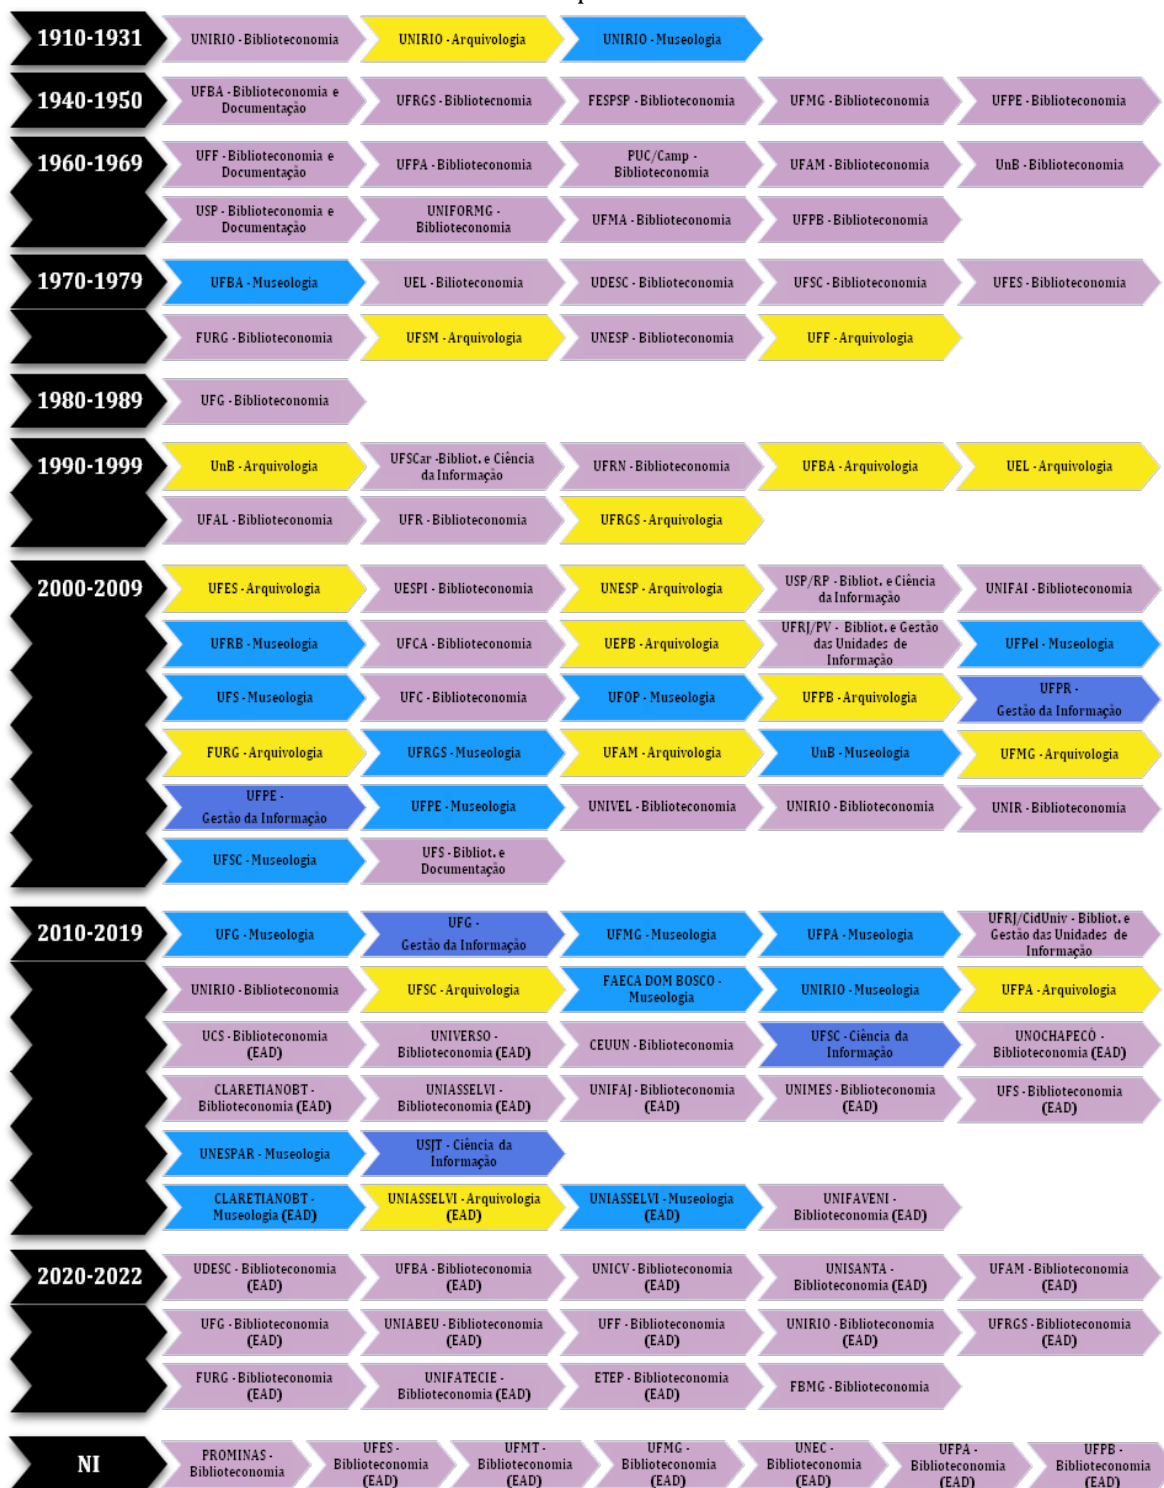 1910-1931
UNIRIO - Biblioteconomia
UNIRIO - Arquivologia
UNIRIO - Museologia
1940-1950
UFBA - Biblioteconomia e
Documentação
UFRGS - Bibliotecnomia
FESPSP - Biblioteconomia
UFMG - Biblioteconomia
UFPE - Biblioteconomia
1960-1969
UFF - Biblioteconomia e
Documentação
UFPA - Biblioteconomia
PUC/Camp -
Biblioteconomia
UFAM - Biblioteconomia
UnB - Biblioteconomia
USP - Biblioteconomia e
Documentação
UNIFORMG -
Biblioteconomia
UFMA - Biblioteconomia
UFPB - Biblioteconomia
1970-1979
UFBA - Museologia
UEL - Bilioteconomia
UDESC - Biblioteconomia
UFSC - Biblioteconomia
UFES - Biblioteconomia
FURG - Biblioteconomia
UFSM - Arquivologia
UNESP - Biblioteconomia
UFF - Arquivologia
1980-1989
UFG - Biblioteconomia
1990-1999
UnB - Arquivologia
UFSCar -Bibliot. e Ciência
da Informação
UFRN - Biblioteconomia
UFBA - Arquivologia
UEL - Arquivologia
UFAL - Biblioteconomia
UFR - Biblioteconomia
UFRGS - Arquivologia
2000-2009
UFES - Arquivologia
UESPI - Biblioteconomia
UNESP - Arquivologia
USP/RP - Bibliot. e Ciência
da Informação
UNIFAI - Biblioteconomia
UFRB - Museologia
UFCA - Biblioteconomia
UEPB - Arquivologia
UFRJ/PV - Bibliot. e Gestão
das Unidades de
Informação
UFPel - Museologia
UFS - Museologia
UFC - Biblioteconomia
UFOP - Museologia
UFPB - Arquivologia
UFPR -
Gestão da Informação
FURG - Arquivologia
UFRGS - Museologia
UFAM - Arquivologia
UnB - Museologia
UFMG - Arquivologia
UFPE -
Gestão da Informação
UFPE - Museologia
UNIVEL - Biblioteconomia
UNIRIO - Biblioteconomia
UNIR - Biblioteconomia
UFSC - Museologia
UFS - Bibliot. e
Documentação
2010-2019
UFG - Museologia
UFG -
Gestão da Informação
UFMG - Museologia
UFPA - Museologia
UFRJ/CidUniv - Bibliot. e
Gestão das Unidades de
Informação
UNIRIO - Biblioteconomia
UFSC - Arquivologia
FAECA DOM BOSCO -
Museologia
UNIRIO - Museologia
UFPA - Arquivologia
UCS - Biblioteconomia
(EAD)
UNIVERSO -
Biblioteconomia (EAD)
CEUUN - Biblioteconomia
UFSC - Ciência da
Informação
UNOCHAPECÓ -
Biblioteconomia (EAD)
CLARETIANOBT -
Biblioteconomia (EAD)
UNIASSELVI -
Biblioteconomia (EAD)
UNIFAJ - Biblioteconomia
(EAD)
UNIMES - Biblioteconomia
(EAD)
UFS - Biblioteconomia
(EAD)
UNESPAR - Museologia
USJT - Ciência da
Informação
CLARETIANOBT -
Museologia (EAD)
UNIASSELVI - Arquivologia
(EAD)
UNIASSELVI - Museologia
(EAD)
UNIFAVENI -
Biblioteconomia (EAD)
2020-2022
UDESC - Biblioteconomia
(EAD)
UFBA - Biblioteconomia
(EAD)
UNICV - Biblioteconomia
(EAD)
UNISANTA -
Biblioteconomia (EAD)
UFAM - Biblioteconomia
(EAD)
UFG - Biblioteconomia
(EAD)
UNIABEU - Biblioteconomia
(EAD)
UFF - Biblioteconomia
(EAD)
UNIRIO - Biblioteconomia
(EAD)
UFRGS - Biblioteconomia
(EAD)
FURG - Biblioteconomia
(EAD)
UNIFATECIE -
Biblioteconomia (EAD)
ETEP - Biblioteconomia
(EAD)
FBMG - Biblioteconomia
NI
PROMINAS -
Biblioteconomia
UFES -
Biblioteconomia
(EAD)
UFMT -
Biblioteconomia
(EAD)
UFMG -
Biblioteconomia
(EAD)
UNEC -
Biblioteconomia
(EAD)
UFPA -
Biblioteconomia
(EAD)
UFPB -
Biblioteconomia
(EAD)